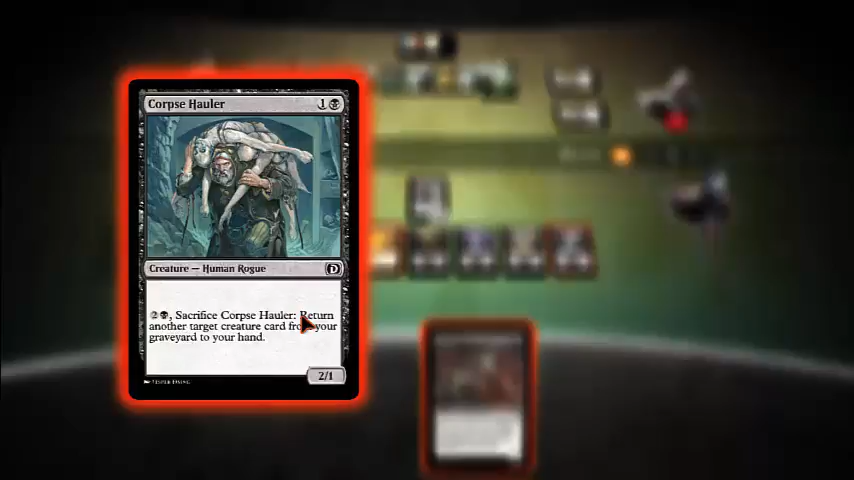 Corpse Hauler 1
Creature — Human Rogue D
2, Sacrifice Corpse Hauler: Return
another target creature card from your
graveyard to your hand.
2/1